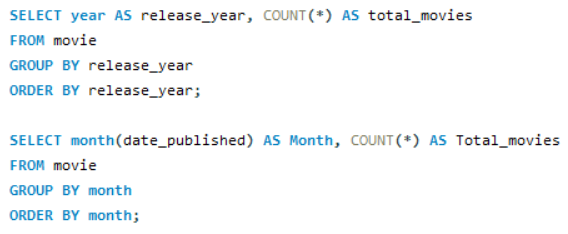 SELECT year AS release_year, COUNT(*) AS total_movies
FROM movie
GROUP BY release_year
ORDER BY release_year;
SELECT month(date_published) AS Month, COUNT(*) AS Total_movies
FROM movie
GROUP BY month
ORDER BY month;